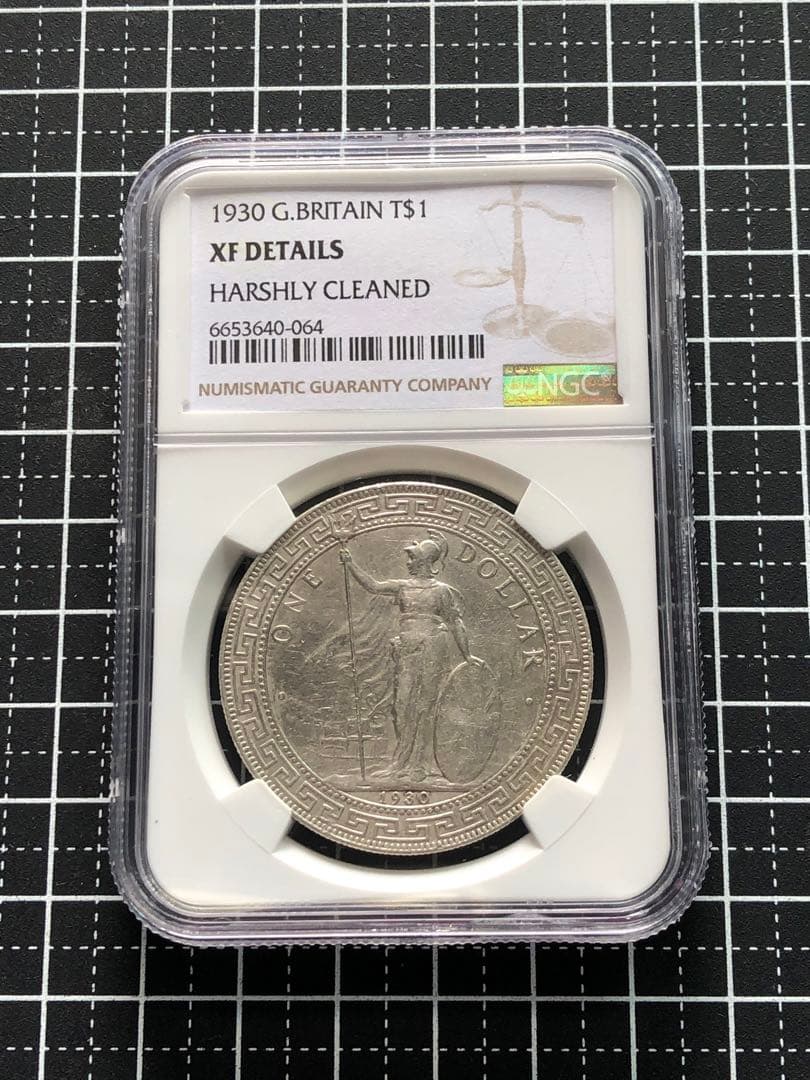 1930 G.BRITAIN T$1
XF DETAILS
HARSHLY CLEANED
6653640-064
NUMISMATIC GUARANTY COMPANY
NGC
ONE DOLLAR
1930